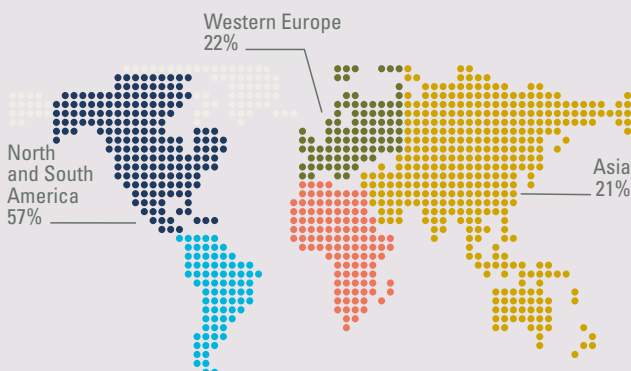 Western Europe
22%
North
and South
America
57%
Asia
21%